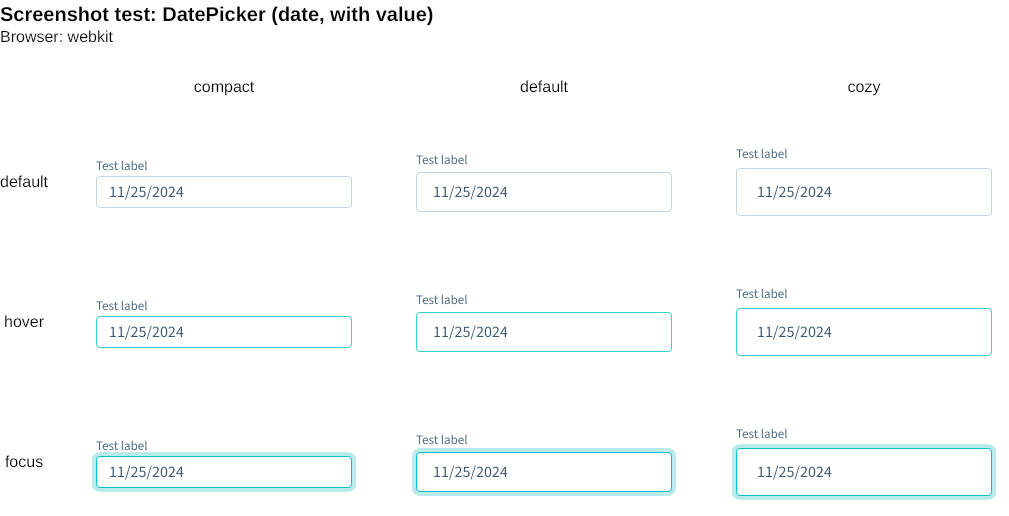 Screenshot test: DatePicker (date, with value)
Browser: webkit
compact default cozy
Test label Test label Test label
default 11/25/2024 11/25/2024 11/25/2024
Test label Test label Test label
hover 11/25/2024 11/25/2024 11/25/2024
Test label Test label Test label
focus 11/25/2024 11/25/2024 11/25/2024